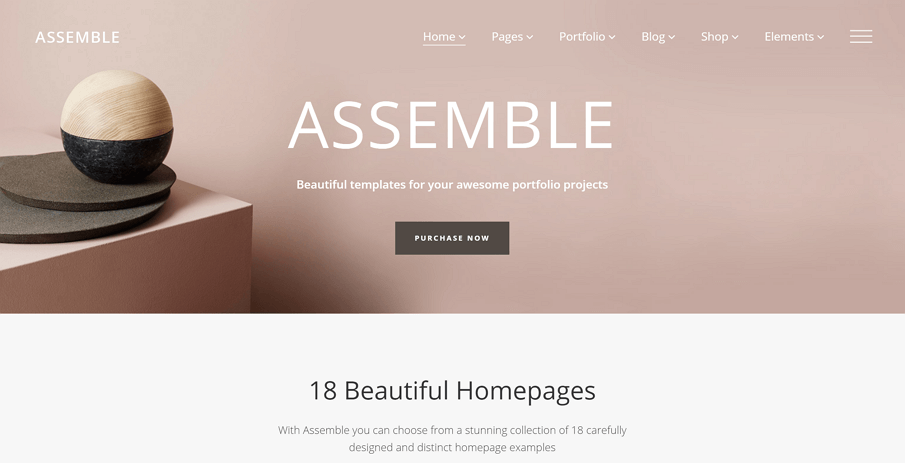 ASSEMBLE
Home Pages Portfolio Blog Shop Elements
ASSEMBLE
Beautiful templates for your awesome portfolio projects
PURCHASE NOW
18 Beautiful Homepages
With Assemble you can choose from a stunning collection of 18 carefully
designed and distinct homepage examples